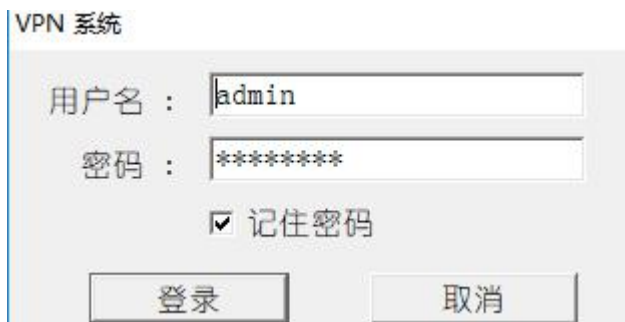 VPN 系统
用户名 : admin
密码 : ********
记住密码
登录 取消